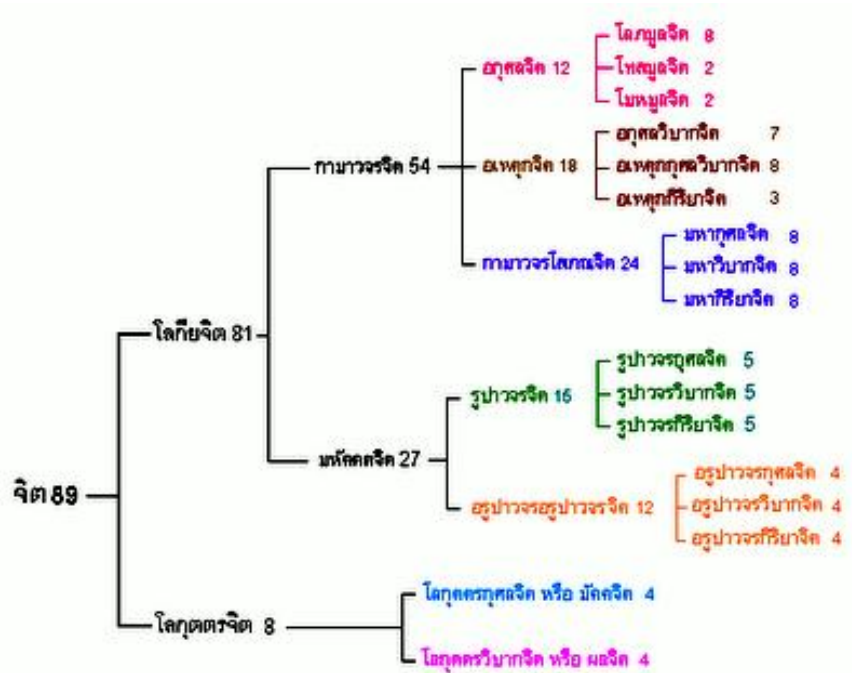 โลภมูลจิต 8
อกุศลจิต 12
โทสมูลจิต 2
โมหมูลจิต 2
อกุศลวิบากจิต 7
กามาวจรจิต 54
อเหตุกจิต 18
อเหตุกกุศลวิบากจิต 8
อเหตุกกิริยาจิต 3
มหากุศลจิต 8
กามาวจรโสภณจิต 24
มหาวิบากจิต 8
มหากิริยาจิต 8
โลกียจิต 81
รูปาวจรกุศลจิต 5
รูปาวจรจิต 15
รูปาวจรวิบากจิต 5
รูปาวจรกิริยาจิต 5
มหัคคตจิต 27
จิต 89
อรูปาวจรกุศลจิต 4
อรูปาวจรอรูปาวจรจิต 12
อรูปาวจรวิบากจิต 4
อรูปาวจรกิริยาจิต 4
โลกุตตรกุศลจิต หรือ มัคคจิต 4
โลกุตตรจิต 8
โลกุตตรวิบากจิต หรือ ผลจิต 4